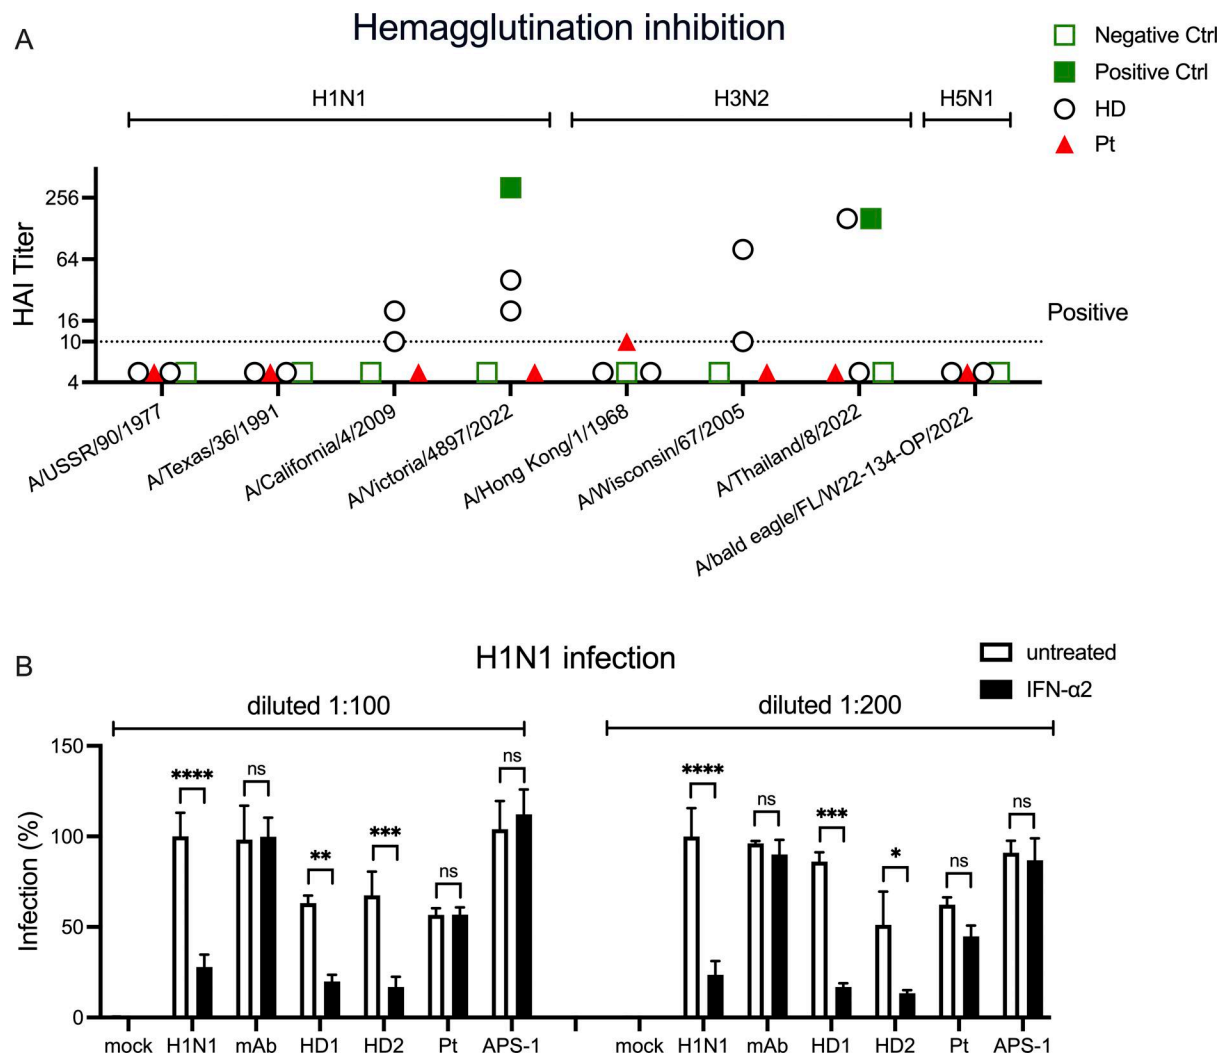 A
Hemagglutination inhibition
Negative Ctrl
Positive Ctrl
HD
Pt
H1N1
H3N2
H5N1
HAI Titer
256
64
16
10
4
Positive
A/USSR/90/1977
A/Texas/36/1991
A/California/4/2009
A/Victoria/4897/2022
A/Hong Kong/1/1968
A/Wisconsin/67/2005
A/Thailand/8/2022
A/bald eagle/FL/W22-134-OP/2022
B
H1N1 infection
untreated
IFN-α2
diluted 1:100
diluted 1:200
Infection (%)
150
100
50
0
**** ns ** *** ns ns
**** ns *** * ns ns
mock H1N1 mAb HD1 HD2 Pt APS-1
mock H1N1 mAb HD1 HD2 Pt APS-1